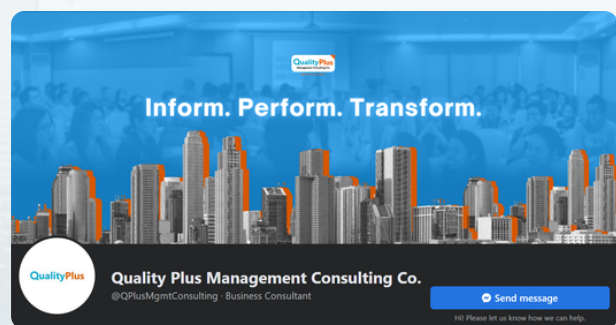 QualityPlus
Management Consulting Co.
Inform. Perform. Transform.
QualityPlus
Quality Plus Management Consulting Co.
@QPlusMgmtConsulting · Business Consultant
Send message
Hi! Please let us know how we can help.